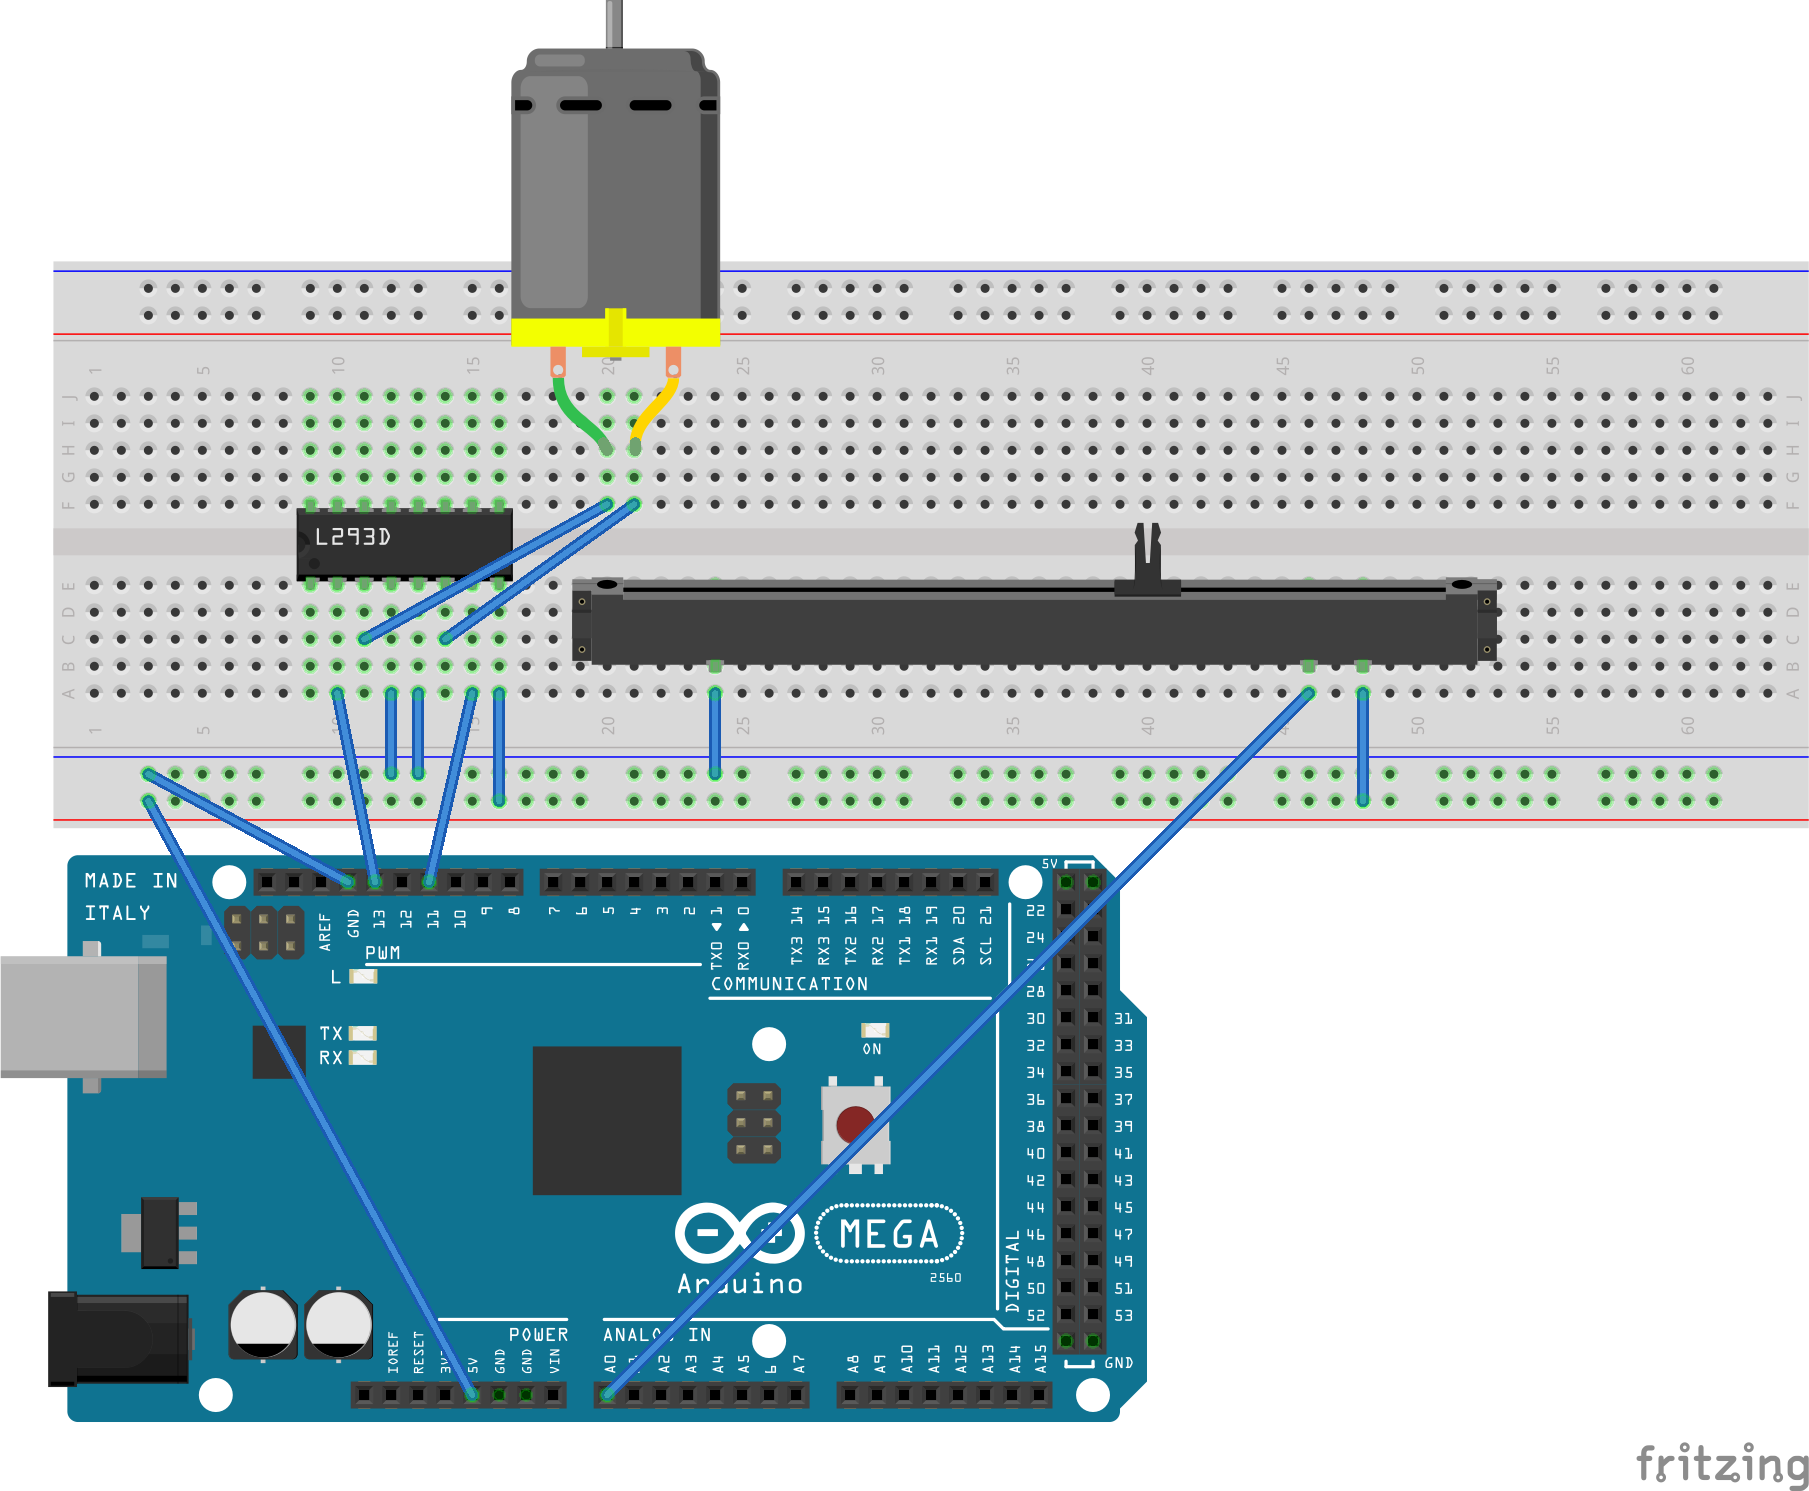 1 5 10 15 20 25 30 35 40 45 50 55 60
J J
I I
H H
G G
F F
L293D
E E
D D
C C
B B
A A
1 5 15 20 25 30 35 40 50 55 60
MADE IN
ITALY
AREF GND 13 12 11 10 9 8 7 6 5 4 3 2 TX0 1 RX0 0 TX3 14 RX3 15 TX2 16 RX2 17 TX1 18 RX1 19 SDA 20 SCL 21
PWM
COMMUNICATION
L
TX
RX
ON
5V
22
24
28
30 31
32 33
34 35
36 37
38 39
40 41
42 43
44 45
46 47
48 49
50 51
52 53
GND
DIGITAL
MEGA
Arduino
2560
POWER
ANALOG IN
IOREF RESET 5V GND GND VIN A0 A2 A3 A4 A5 6 A7 A8 A9 A10 A11 A12 A13 A14 A15
fritzing